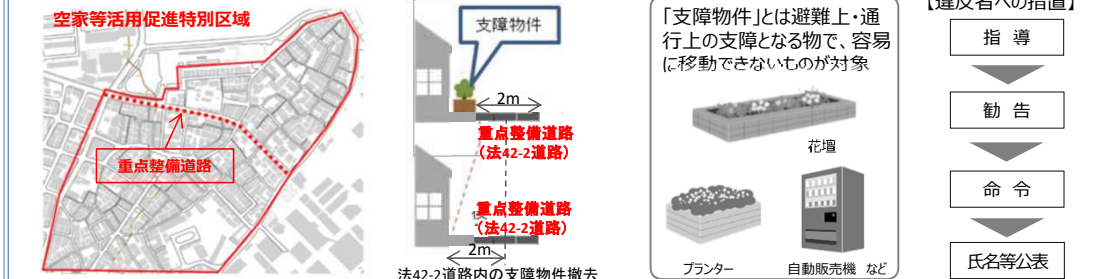 空家等活用促進特別区域
重点整備道路
支障物件
2m
重点整備道路
（法42-2道路）
重点整備道路
（法42-2道路）
2m
法42-2道路内の支障物件撤去
「支障物件」とは避難上・通
行上の支障となる物で、容易
に移動できないものが対象
花壇
プランター
自動販売機 など
【違反者への措置】
指 導
勧 告
命 令
氏名等公表